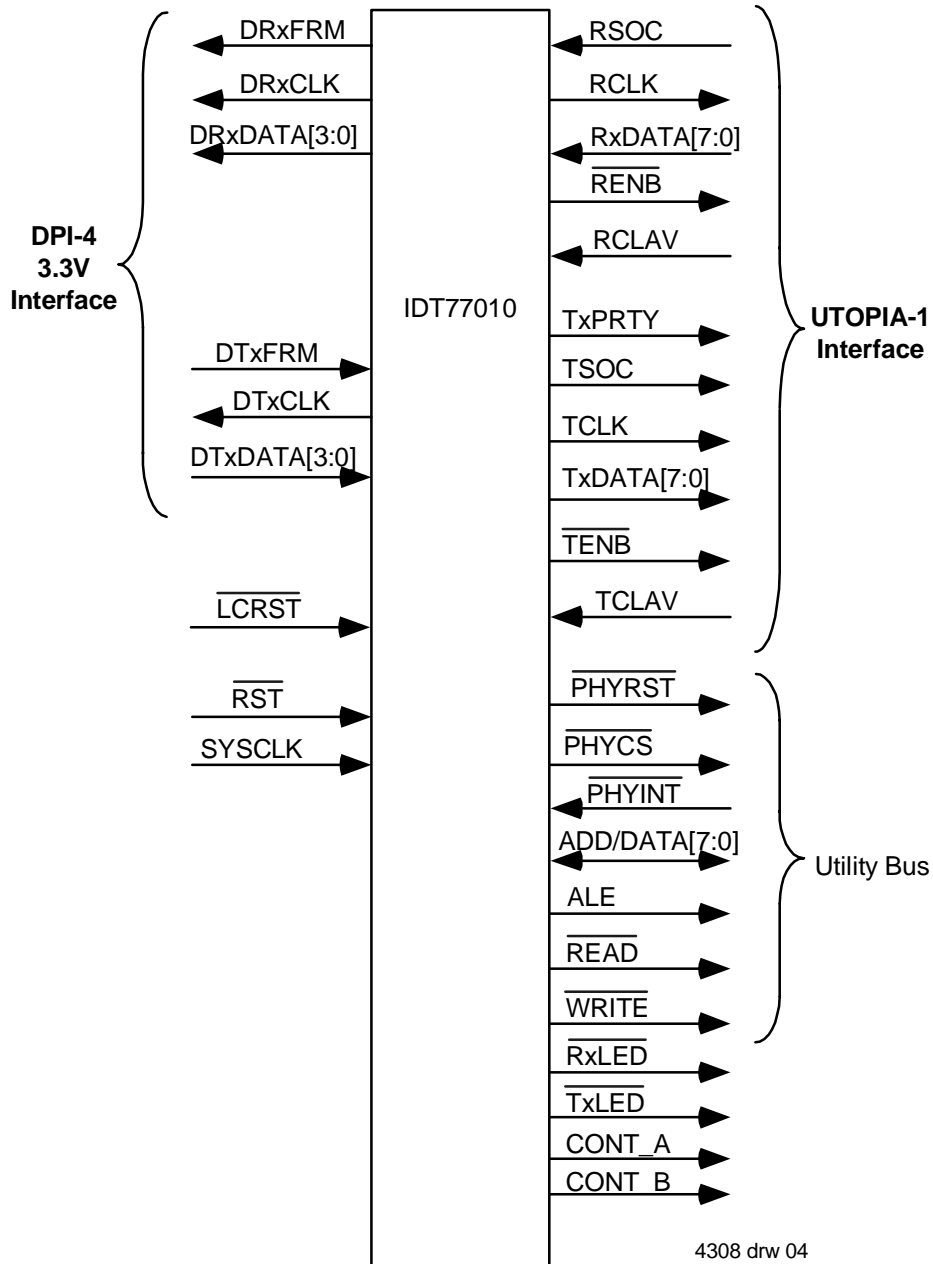 DRxFRM
DRxCLK
DRxDATA[3:0]
DPI-4
3.3V
Interface
DTxFRM
DTxCLK
DTxDATA[3:0]
LCRST
RST
SYSCLK
IDT77010
RSOC
RCLK
RxDATA[7:0]
RENB
RCLAV
TxPRTY
TSOC
TCLK
TxDATA[7:0]
TENB
TCLAV
UTOPIA-1
Interface
PHYRST
PHYCS
PHYINT
ADD/DATA[7:0]
ALE
READ
WRITE
Utility Bus
RxLED
TxLED
CONT_A
CONT_B
4308 drw 04